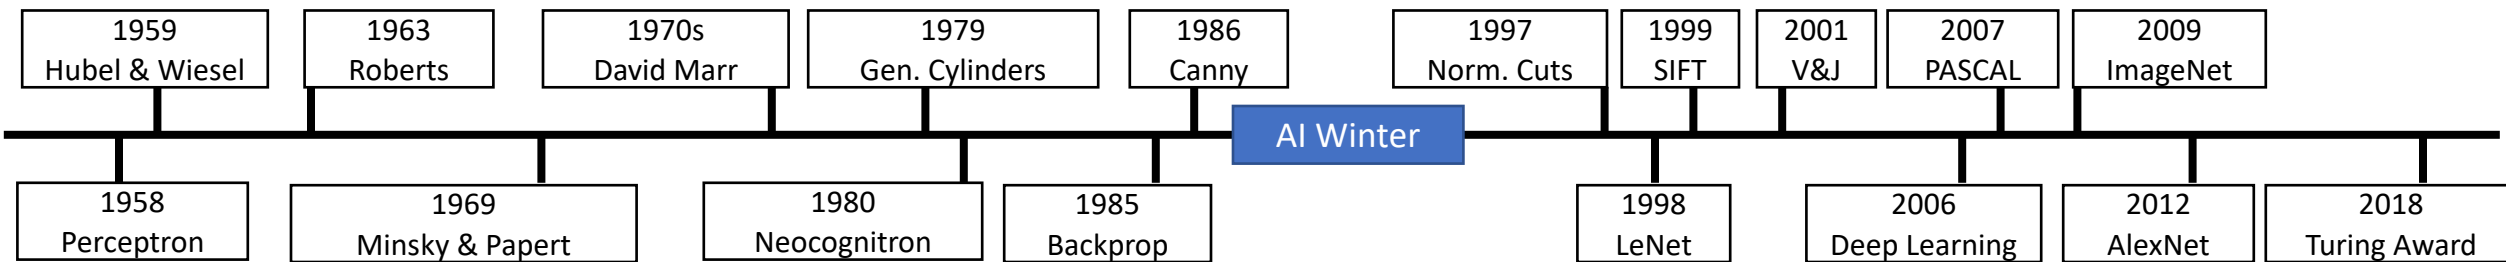 1959
Hubel & Wiesel
1963
Roberts
1970s
David Marr
1979
Gen. Cylinders
1986
Canny
1997
Norm. Cuts
1999
SIFT
2001
V&J
2007
PASCAL
2009
ImageNet
AI Winter
1958
Perceptron
1969
Minsky & Papert
1980
Neocognitron
1985
Backprop
1998
LeNet
2006
Deep Learning
2012
AlexNet
2018
Turing Award